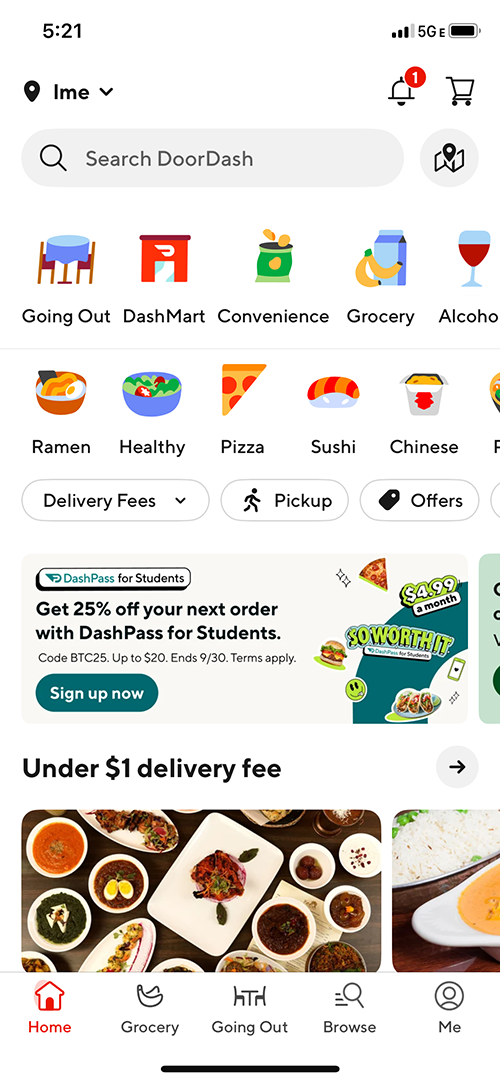 5:21
5G E
Ime
1
Search DoorDash
Going Out DashMart Convenience Grocery Alcoho
Ramen Healthy Pizza Sushi Chinese
Delivery Fees Pickup Offers
DashPass for Students
Get 25% off your next order
with DashPass for Students.
Code BTC25. Up to $20. Ends 9/30. Terms apply.
Sign up now
$4.99
a month
SO WORTH IT
DashPass for Students
Under $1 delivery fee
Home Grocery Going Out Browse Me